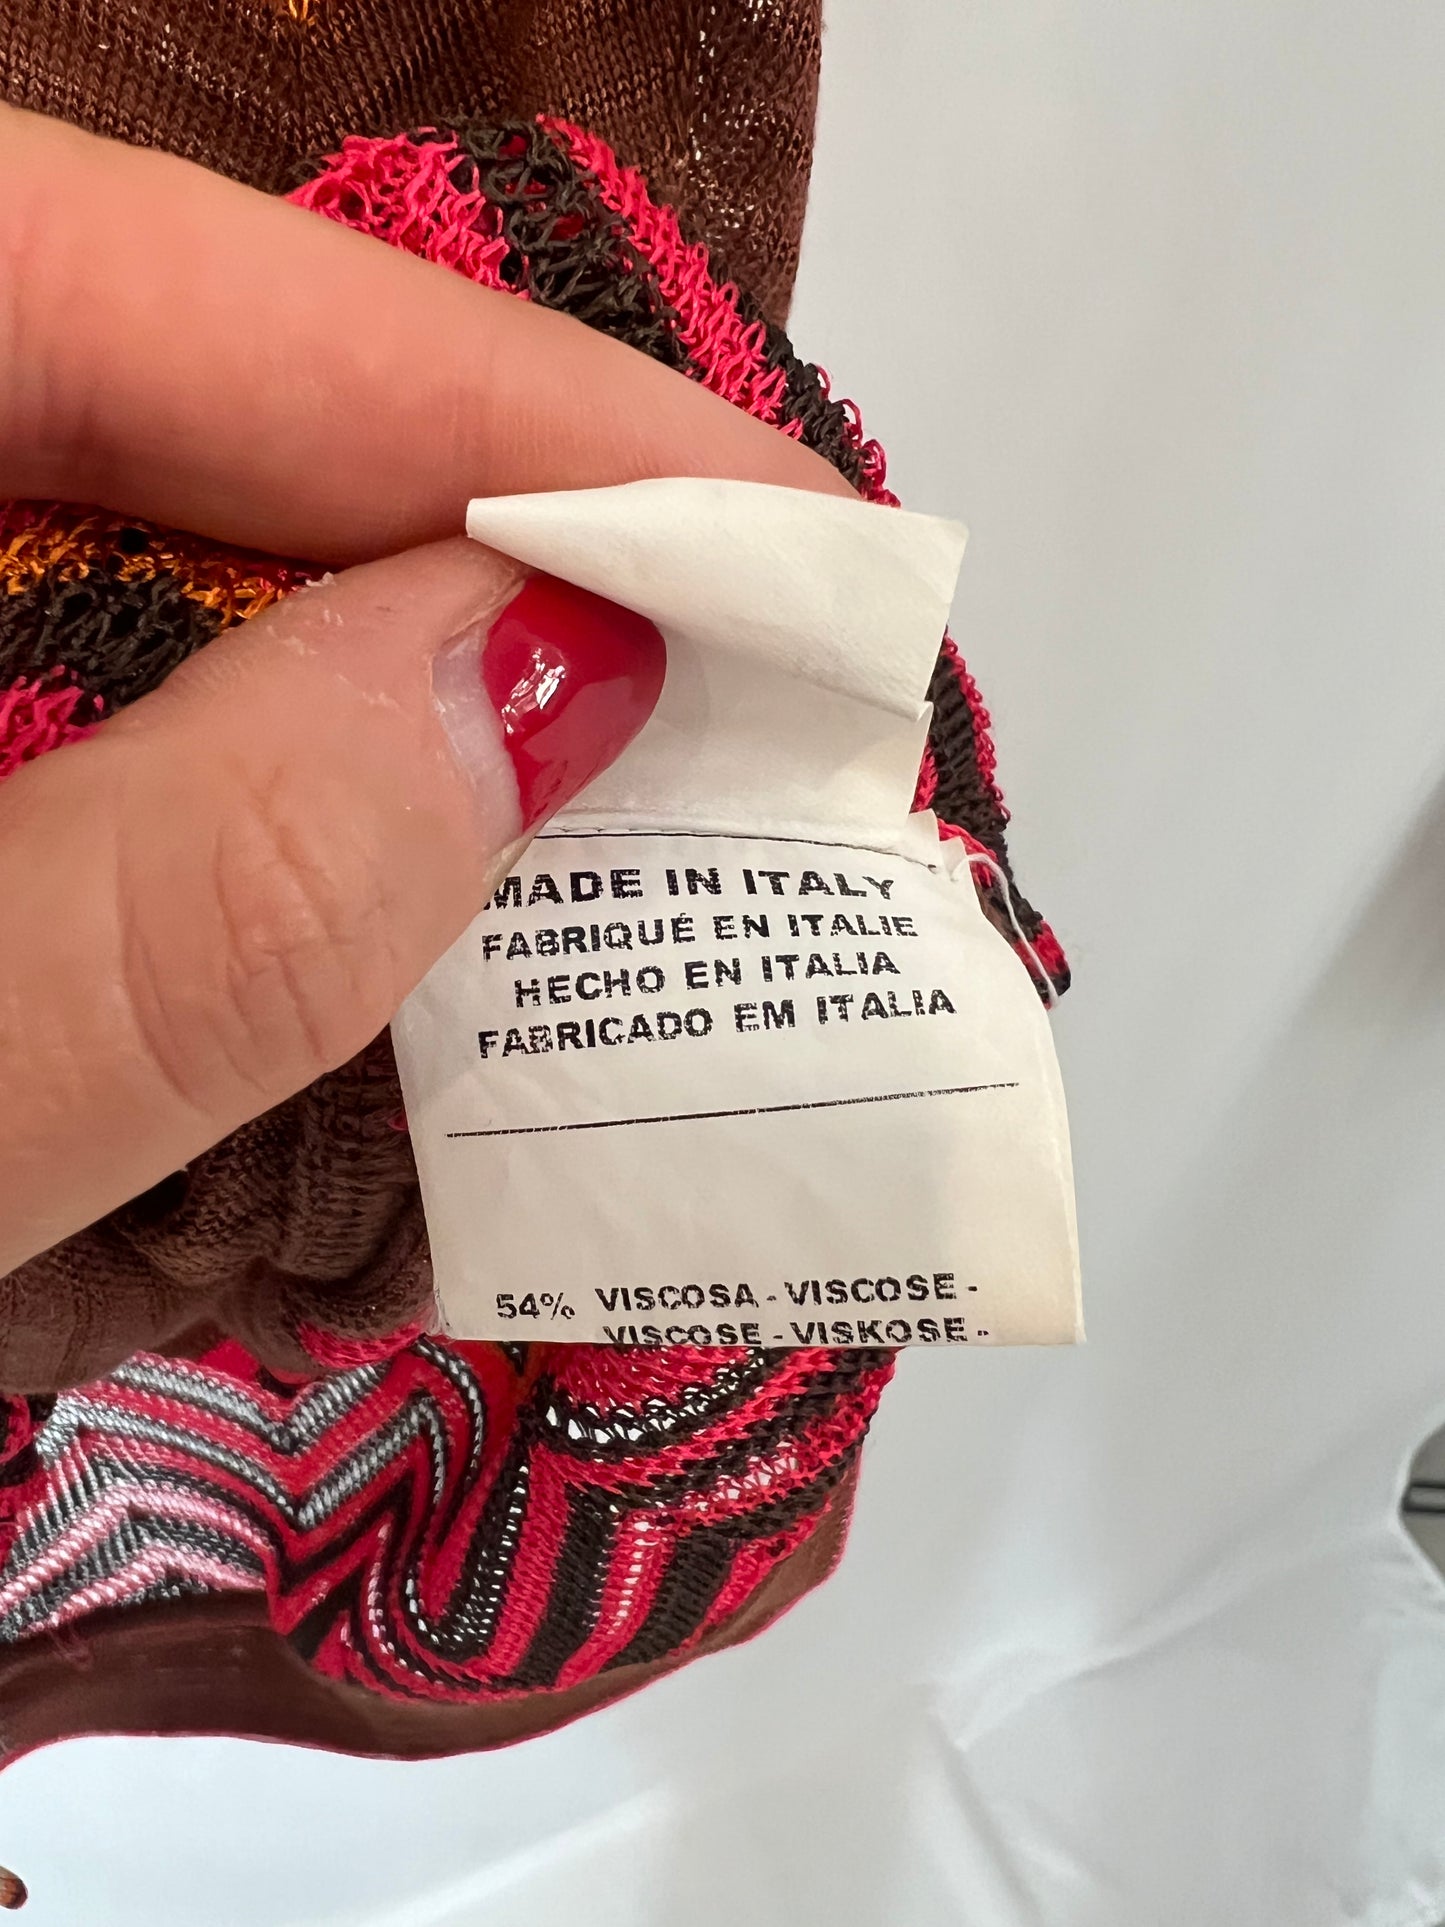 MADE IN ITALY
FABRIQUÉ EN ITALIE
HECHO EN ITALIA
FABRICADO EM ITALIA
54% VISCOSA - VISCOSE -
VISCOSE - VISKOSE -